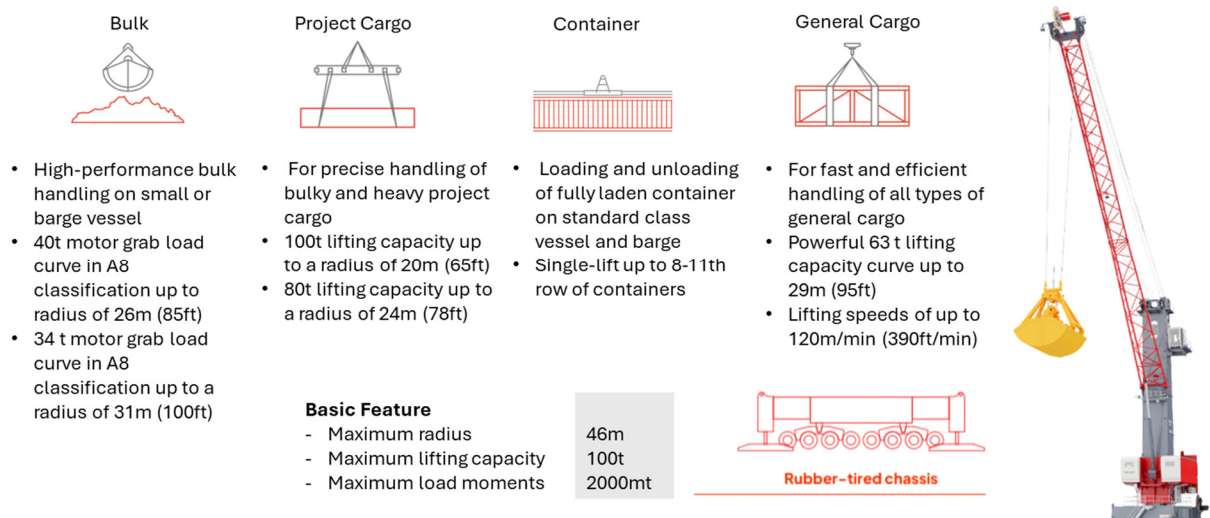 Bulk
• High-performance bulk
handling on small or
barge vessel
• 40t motor grab load
curve in A8
classification up to
radius of 26m (85ft)
• 34 t motor grab load
curve in A8
classification up to a
radius of 31m (100ft)
Project Cargo
• For precise handling of
bulky and heavy project
cargo
• 100t lifting capacity up
to a radius of 20m (65ft)
• 80t lifting capacity up to
a radius of 24m (78ft)
Container
• Loading and unloading
of fully laden container
on standard class
vessel and barge
• Single-lift up to 8-11th
row of containers
General Cargo
• For fast and efficient
handling of all types of
general cargo
• Powerful 63 t lifting
capacity curve up to
29m (95ft)
• Lifting speeds of up to
120m/min (390ft/min)
Basic Feature
- Maximum radius 46m
- Maximum lifting capacity 100t
- Maximum load moments 2000mt
Rubber-tired chassis